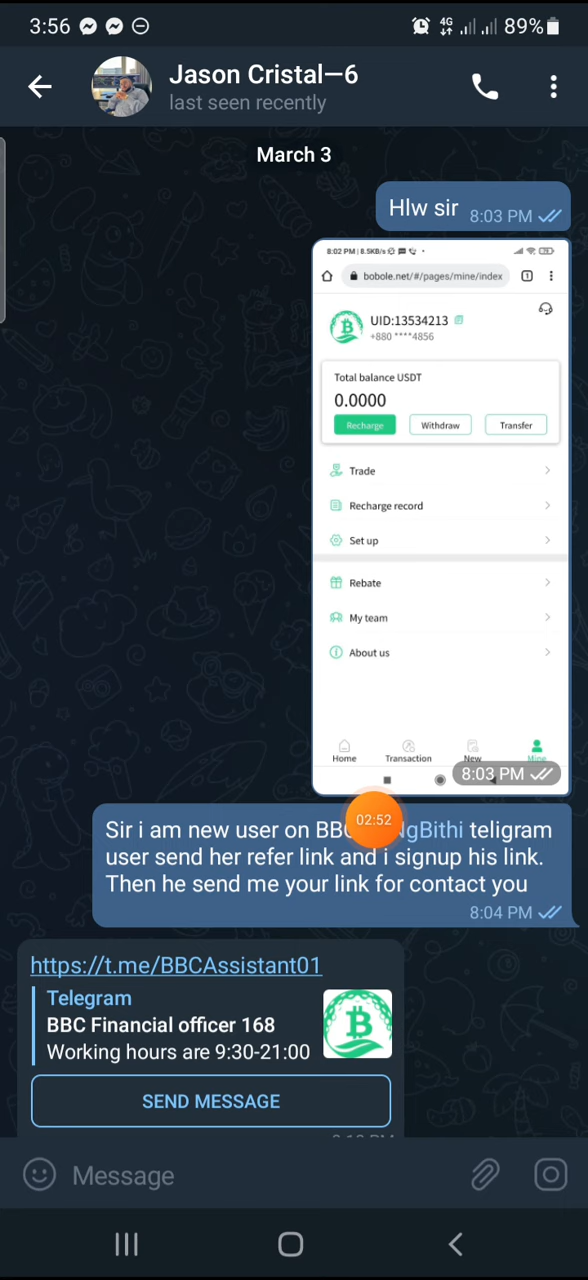 3:56 4G 89%
Jason Cristal—6
last seen recently
March 3
Hlw sir 8:03 PM
8:02 PM | 8.5KB/s
bobole.net/#/pages/mine/index 1
UID:13534213
+880 ****4856
Total balance USDT
0.0000
Recharge Withdraw Transfer
Trade
Recharge record
Set up
Rebate
My team
About us
Home Transaction New Mine
8:03 PM
02:52
Sir i am new user on BBC gBithi teligram
user send her refer link and i signup his link.
Then he send me your link for contact you
8:04 PM
https://t.me/BBCAssistant01
Telegram
BBC Financial officer 168
Working hours are 9:30-21:00
SEND MESSAGE
Message